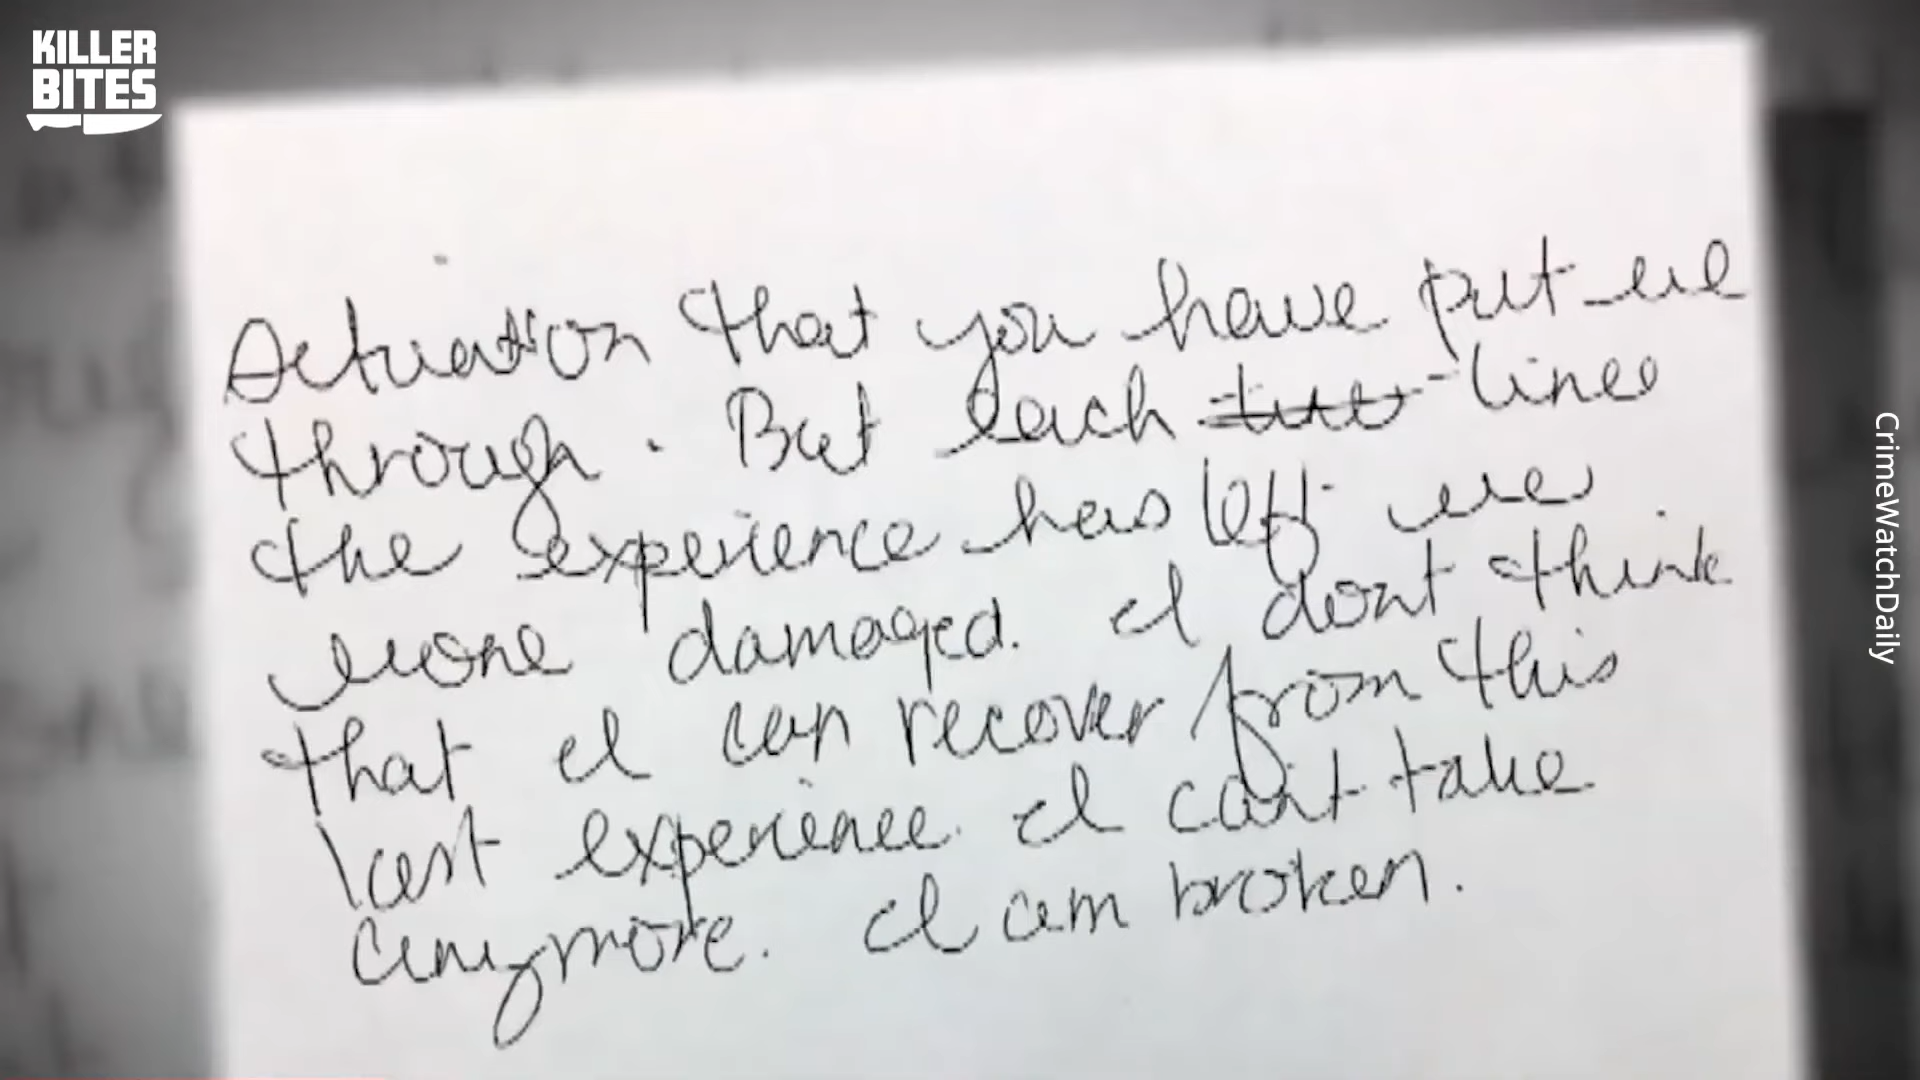 KILLER
BITES
situation that you have put me
through. But each time
the experience has left me
more damaged. I dont think
that I can recover from this
last experience. I can't take
anymore. I am broken.
CrimeWatchDaily